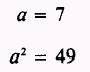 a = 7
a² = 49